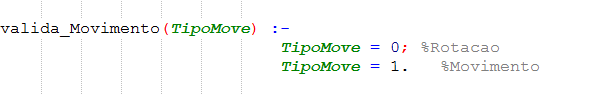 valida_Movimento(TipoMove) :-
TipoMove = 0; %Rotacao
TipoMove = 1. %Movimento